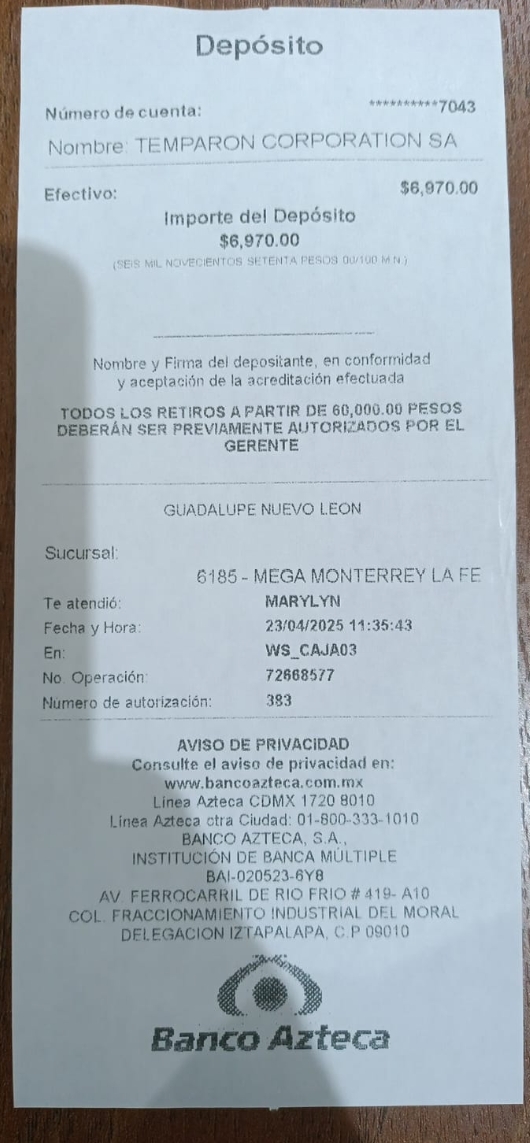 Depósito
Número de cuenta: **********7043
Nombre: TEMPARON CORPORATION SA
Efectivo: $6,970.00
Importe del Depósito
$6,970.00
(SEIS MIL NOVECIENTOS SETENTA PESOS 00/100 M.N.)
Nombre y Firma del depositante, en conformidad
y aceptación de la acreditación efectuada
TODOS LOS RETIROS A PARTIR DE 60,000.00 PESOS
DEBERÁN SER PREVIAMENTE AUTORIZADOS POR EL
GERENTE
GUADALUPE NUEVO LEON
Sucursal:
6185 - MEGA MONTERREY LA FE
Te atendió: MARYLYN
Fecha y Hora: 23/04/2025 11:35:43
En: WS_CAJA03
No. Operación: 72668577
Número de autorización: 383
AVISO DE PRIVACIDAD
Consulte el aviso de privacidad en:
www.bancoazteca.com.mx
Línea Azteca CDMX 1720 8010
Línea Azteca otra Ciudad: 01-800-333-1010
BANCO AZTECA, S.A.,
INSTITUCIÓN DE BANCA MÚLTIPLE
BAI-020523-6Y8
AV. FERROCARRIL DE RIO FRIO # 419- A10
COL. FRACCIONAMIENTO INDUSTRIAL DEL MORAL
DELEGACION IZTAPALAPA, C.P 09010
Banco Azteca